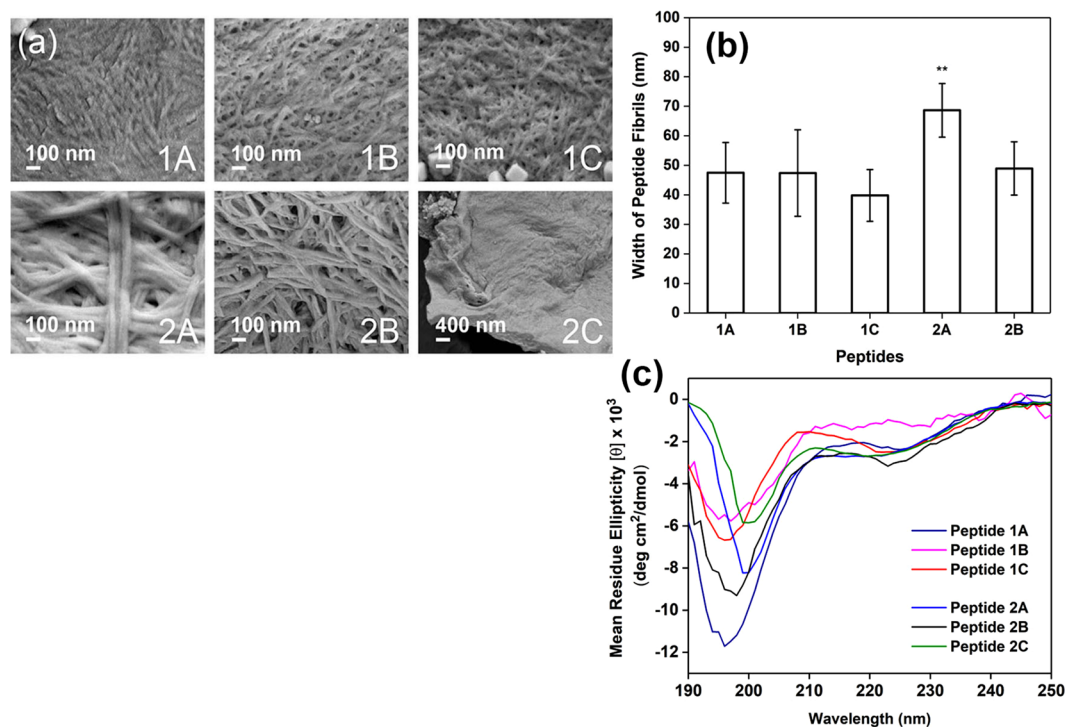 (a)
100 nm 1A
100 nm 1B
100 nm 1C
100 nm 2A
100 nm 2B
400 nm 2C
(b)
Width of Peptide Fibrils (nm)
100
90
80
70
60
50
40
30
20
10
0
**
1A 1B 1C 2A 2B
Peptides
(c)
Mean Residue Ellipticity [θ] x 10³
(deg cm²/dmol)
0
-2
-4
-6
-8
-10
-12
Peptide 1A
Peptide 1B
Peptide 1C
Peptide 2A
Peptide 2B
Peptide 2C
190 200 210 220 230 240 250
Wavelength (nm)